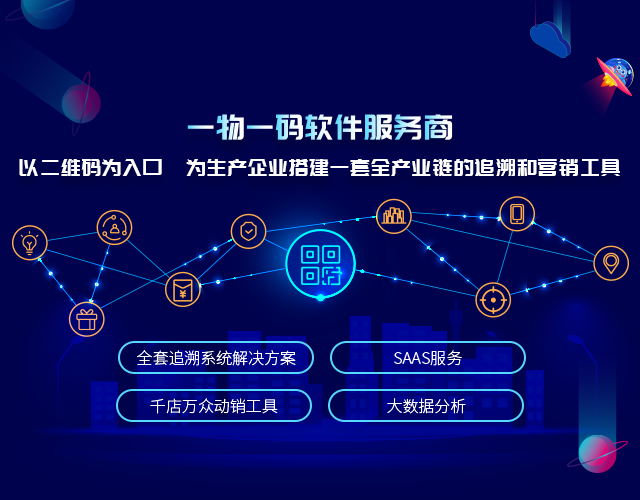 一物一码软件服务商
以二维码为入口 为生产企业搭建一套全产业链的追溯和营销工具
全套追溯系统解决方案
SAAS服务
千店万众动销工具
大数据分析